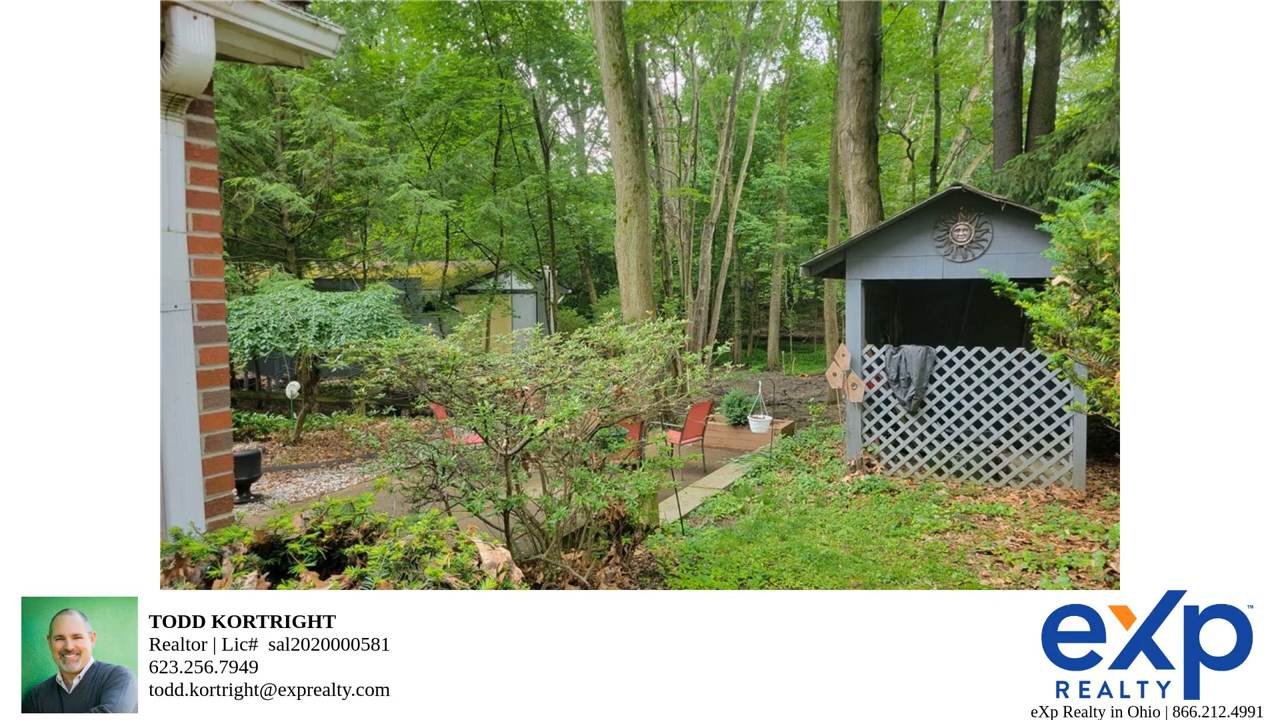 TODD KORTRIGHT
Realtor | Lic#  sal2020000581
623.256.7949
todd.kortright@exprealty.com
eXp™
REALTY
eXp Realty in Ohio | 866.212.4991